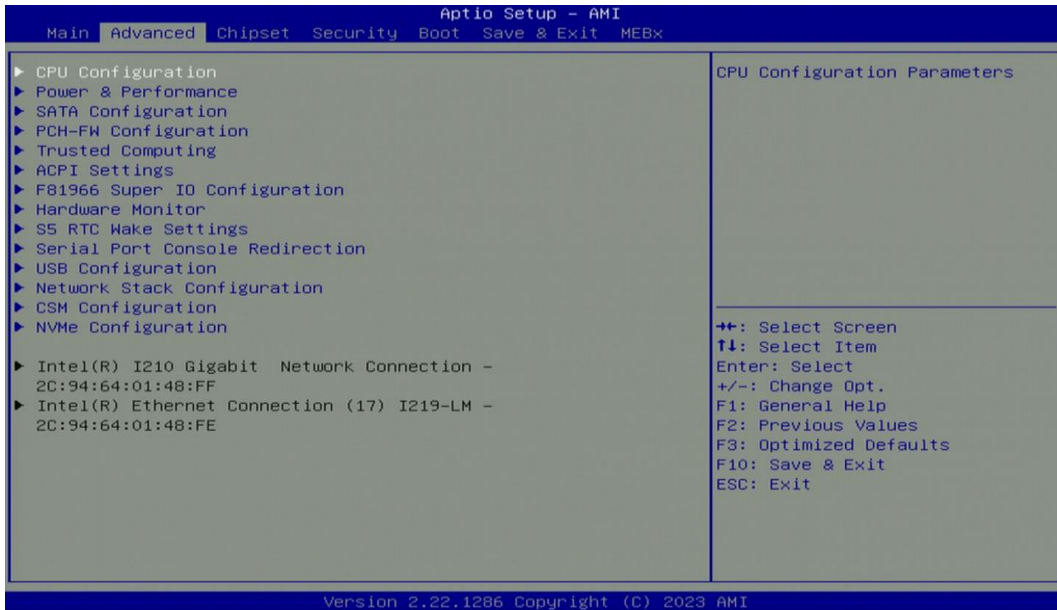 Aptio Setup – AMI
Main Advanced Chipset Security Boot Save & Exit MEBx
▶ CPU Configuration
▶ Power & Performance
▶ SATA Configuration
▶ PCH-FW Configuration
▶ Trusted Computing
▶ ACPI Settings
▶ F81966 Super IO Configuration
▶ Hardware Monitor
▶ S5 RTC Wake Settings
▶ Serial Port Console Redirection
▶ USB Configuration
▶ Network Stack Configuration
▶ CSM Configuration
▶ NVMe Configuration
▶ Intel(R) I210 Gigabit  Network Connection –
2C:94:64:01:48:FF
▶ Intel(R) Ethernet Connection (17) I219-LM –
2C:94:64:01:48:FE
CPU Configuration Parameters
→←: Select Screen
↑↓: Select Item
Enter: Select
+/-: Change Opt.
F1: General Help
F2: Previous Values
F3: Optimized Defaults
F10: Save & Exit
ESC: Exit
Version 2.22.1286 Copyright (C) 2023 AMI